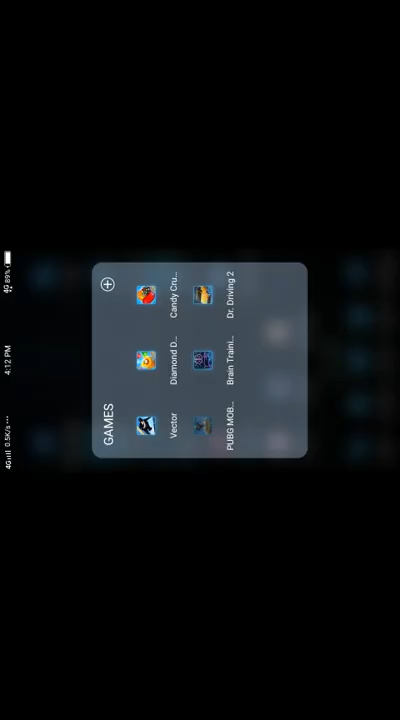 4G 0.5K/s ... 4:12 PM 4G 89%
GAMES
Vector Diamond D... Candy Cru...
PUBG MOB... Brain Traini... Dr. Driving 2